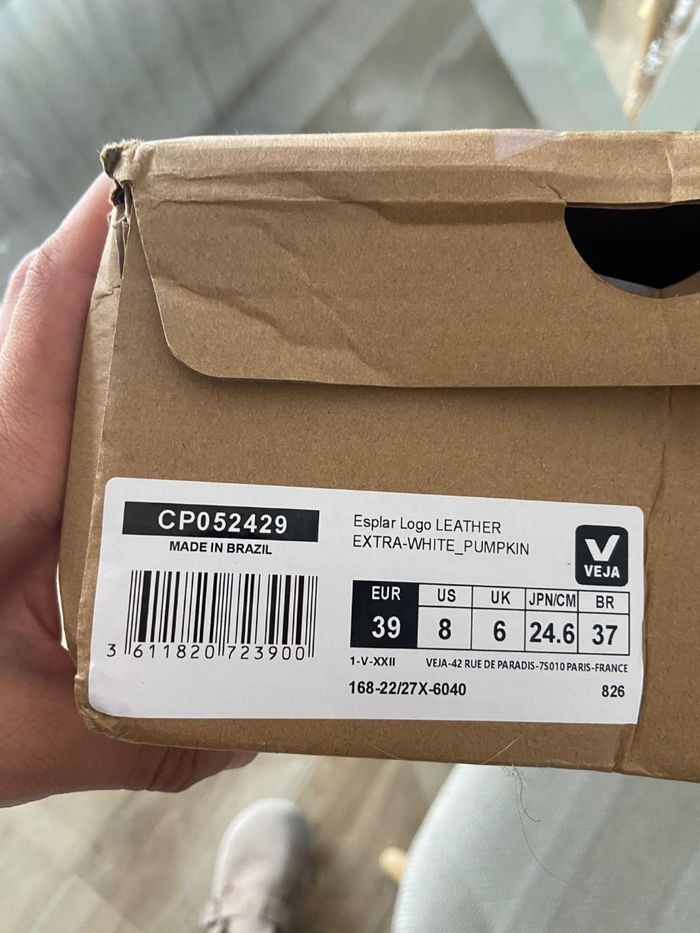 CP052429
MADE IN BRAZIL
3 611820 723900
Esplar Logo LEATHER
EXTRA-WHITE_PUMPKIN
V
VEJA
EUR US UK JPN/CM BR
39 8 6 24.6 37
1-V-XXII VEJA-42 RUE DE PARADIS-75010 PARIS-FRANCE
168-22/27X-6040 826